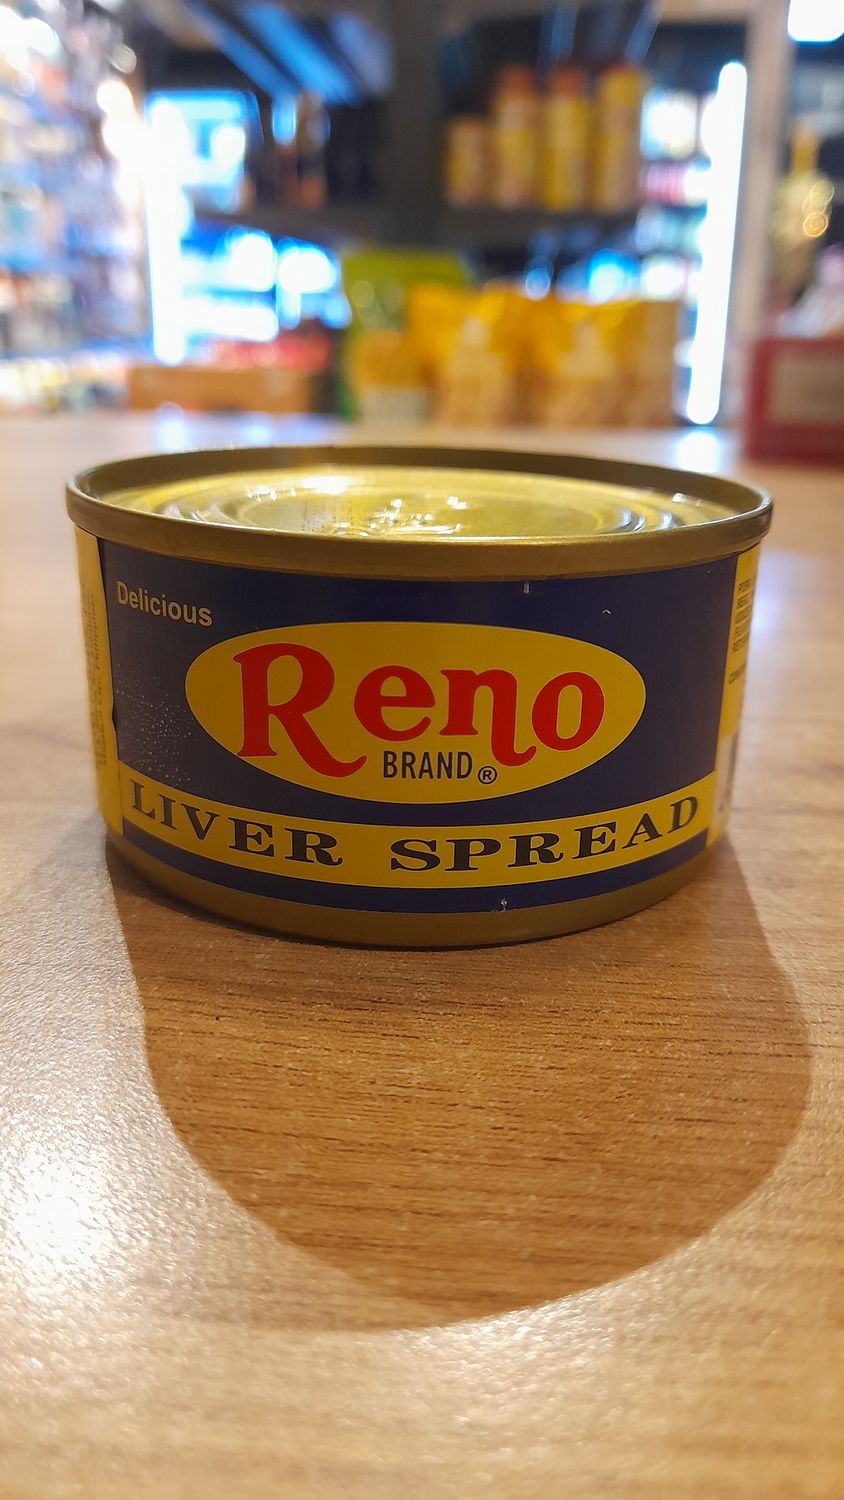 Delicious
Reno
BRAND®
LIVER SPREAD